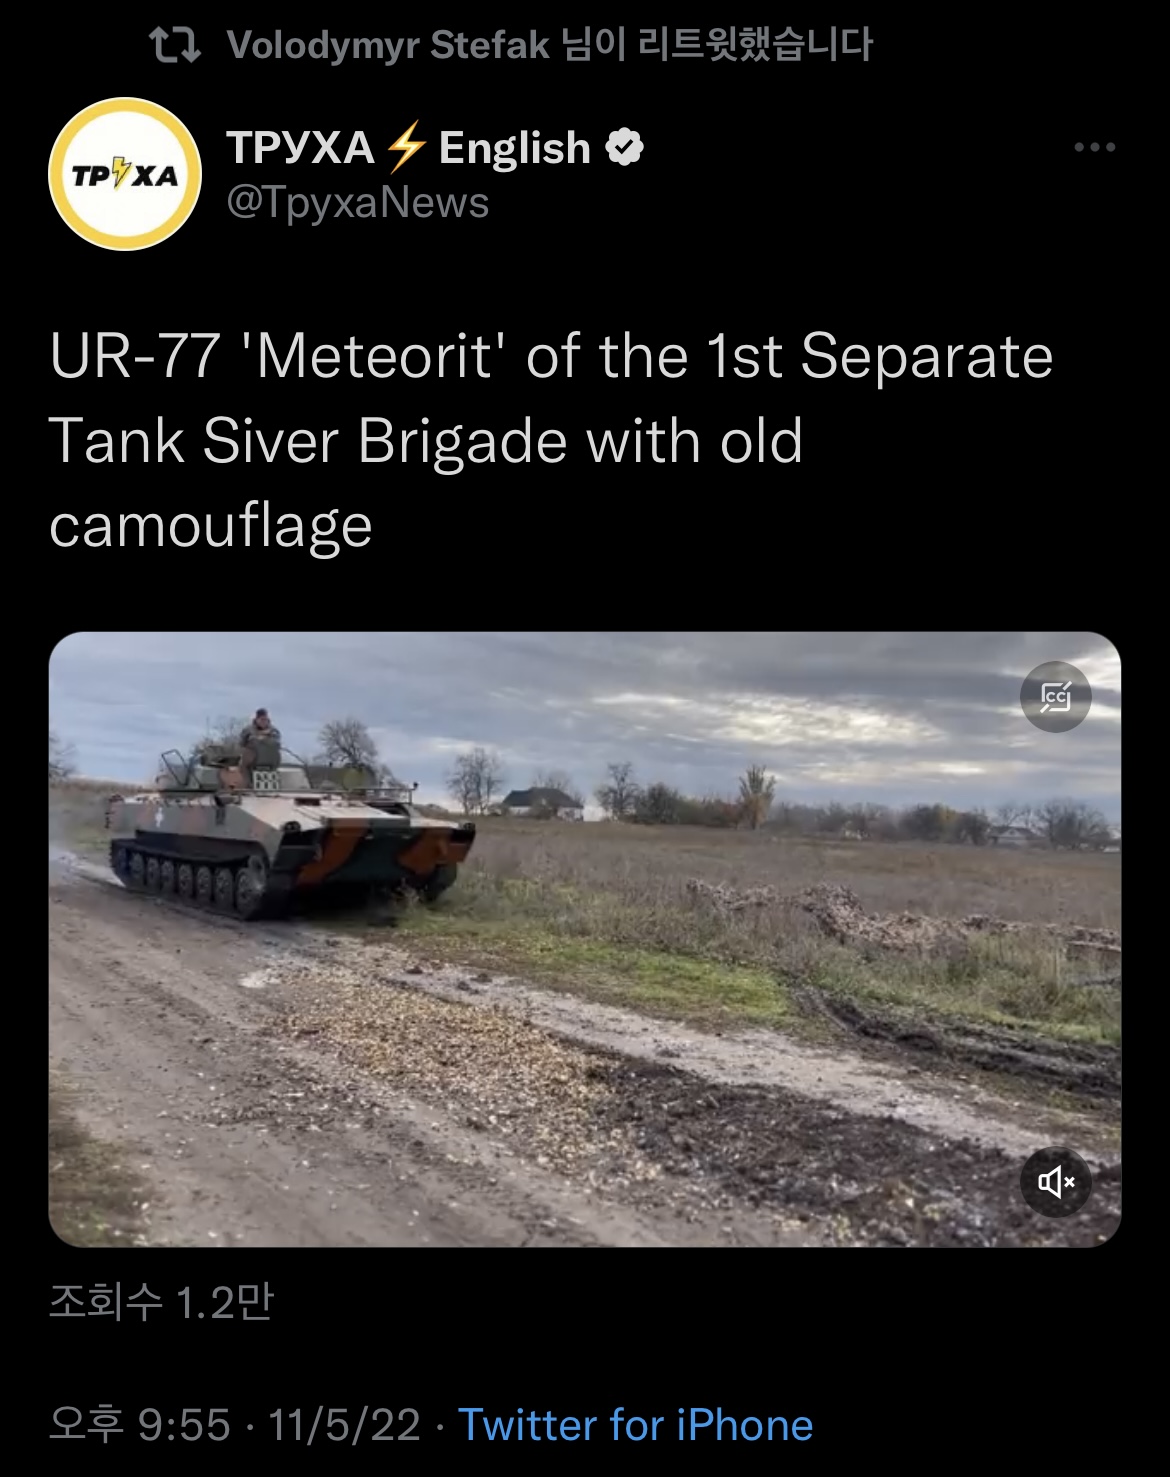 Volodymyr Stefak 님이 리트윗했습니다
ТРХА
ТРУХА⚡English
@TpyxaNews
UR-77 'Meteorit' of the 1st Separate
Tank Siver Brigade with old
camouflage
CC
조회수 1.2만
오후 9:55 · 11/5/22 · Twitter for iPhone